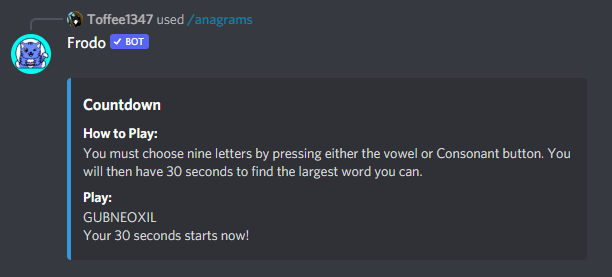 Toffee1347 used /anagrams
Frodo ✓ BOT
Countdown
How to Play:
You must choose nine letters by pressing either the vowel or Consonant button. You
will then have 30 seconds to find the largest word you can.
Play:
GUBNEOXIL
Your 30 seconds starts now!